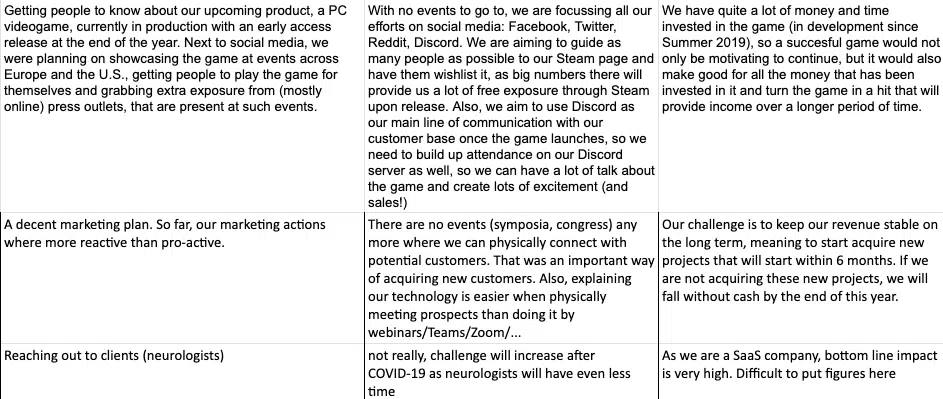 Getting people to know about our upcoming product, a PC
videogame, currently in production with an early access
release at the end of the year. Next to social media, we
were planning on showcasing the game at events across
Europe and the U.S., getting people to play the game for
themselves and grabbing extra exposure from (mostly
online) press outlets, that are present at such events.
With no events to go to, we are focussing all our
efforts on social media: Facebook, Twitter,
Reddit, Discord. We are aiming to guide as
many people as possible to our Steam page and
have them wishlist it, as big numbers there will
provide us a lot of free exposure through Steam
upon release. Also, we aim to use Discord as
our main line of communication with our
customer base once the game launches, so we
need to build up attendance on our Discord
server as well, so we can have a lot of talk about
the game and create lots of excitement (and
sales!)
We have quite a lot of money and time
invested in the game (in development since
Summer 2019), so a succesful game would not
only be motivating to continue, but it would also
make good for all the money that has been
invested in it and turn the game in a hit that will
provide income over a longer period of time.
A decent marketing plan. So far, our marketing actions
where more reactive than pro-active.
There are no events (symposia, congress) any
more where we can physically connect with
potential customers. That was an important way
of acquiring new customers. Also, explaining
our technology is easier when physically
meeting prospects than doing it by
webinars/Teams/Zoom/...
Our challenge is to keep our revenue stable on
the long term, meaning to start acquire new
projects that will start within 6 months. If we
are not acquiring these new projects, we will
fall without cash by the end of this year.
Reaching out to clients (neurologists)
not really, challenge will increase after
COVID-19 as neurologists will have even less
time
As we are a SaaS company, bottom line impact
is very high. Difficult to put figures here